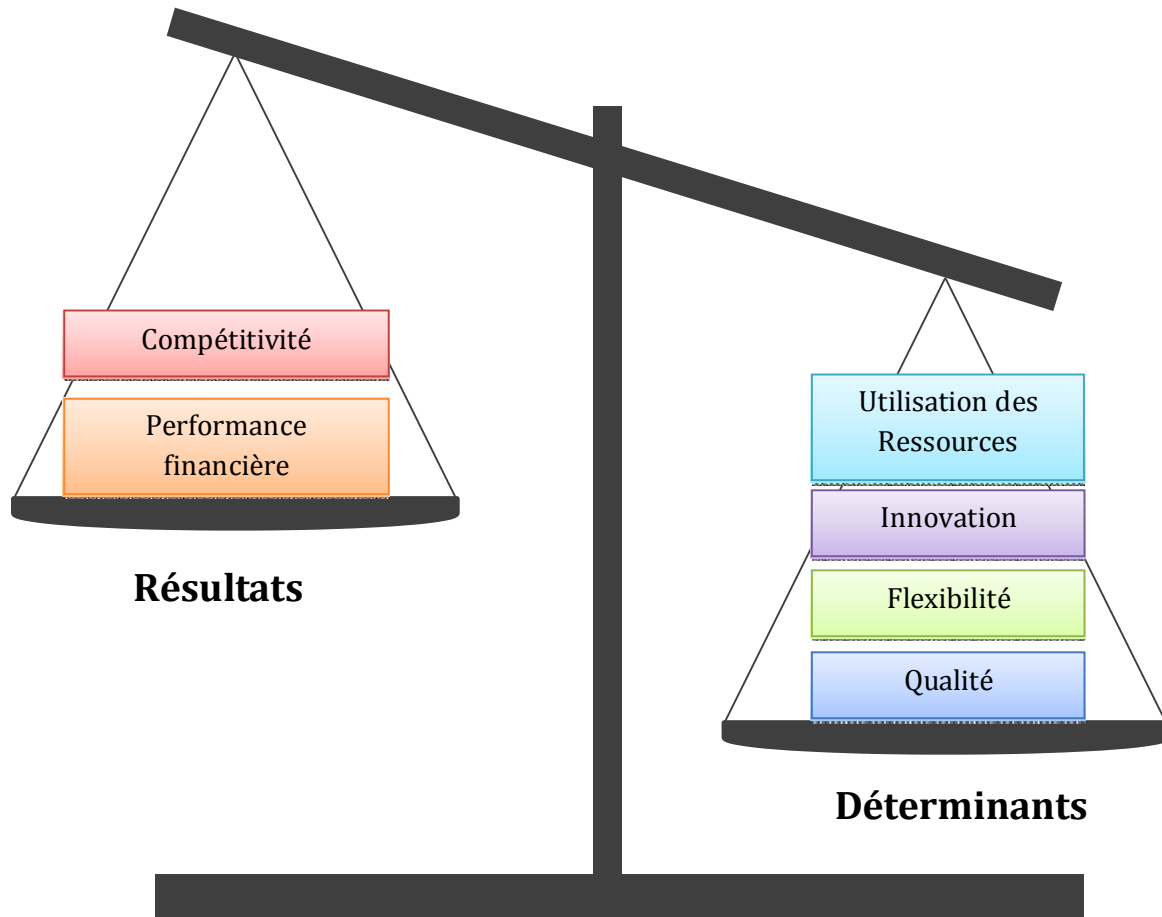 Compétitivité
Performance
financière
Résultats
Utilisation des
Ressources
Innovation
Flexibilité
Qualité
Déterminants